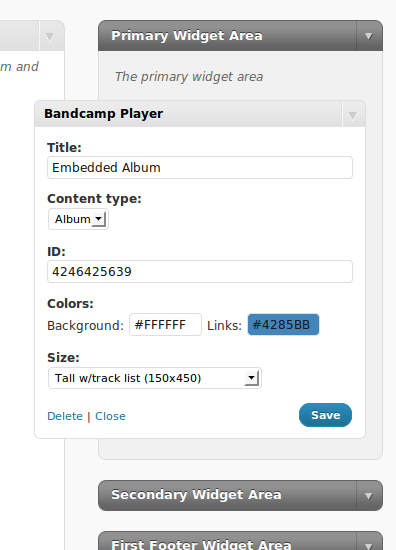 Primary Widget Area
m and
The primary widget area
Bandcamp Player
Title:
Embedded Album
Content type:
Album
ID:
4246425639
Colors:
Background: #FFFFFF Links: #4285BB
Size:
Tall w/track list (150x450)
Delete | Close Save
Secondary Widget Area
First Footer Widget Area